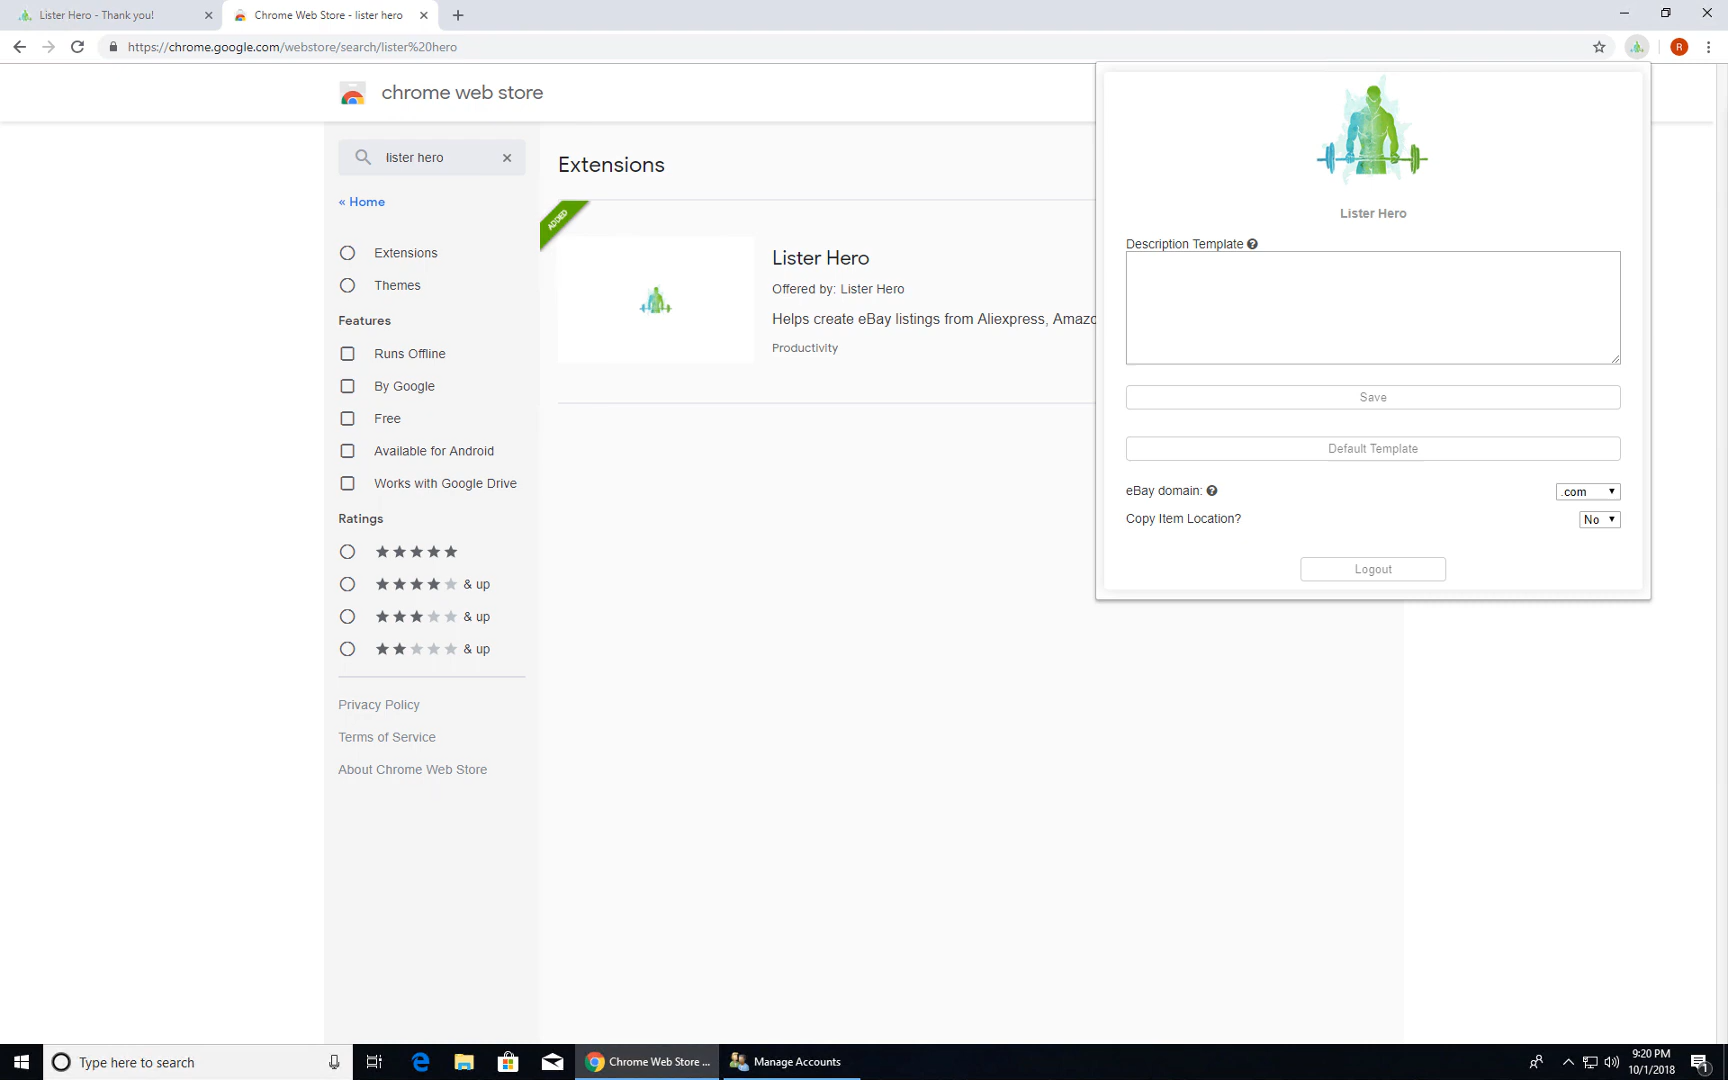 Lister Hero - Thank you!
Chrome Web Store - lister hero
https://chrome.google.com/webstore/search/lister%20hero
R
chrome web store
lister hero
« Home
Extensions
Themes
Features
Runs Offline
By Google
Free
Available for Android
Works with Google Drive
Ratings
& up
& up
& up
Privacy Policy
Terms of Service
About Chrome Web Store
Extensions
ADDED
Lister Hero
Offered by: Lister Hero
Helps create eBay listings from Aliexpress, Amazo
Productivity
Lister Hero
Description Template
Save
Default Template
eBay domain:
.com
Copy Item Location?
No
Logout
Type here to search
Chrome Web Store ...
Manage Accounts
9:20 PM
10/1/2018
1